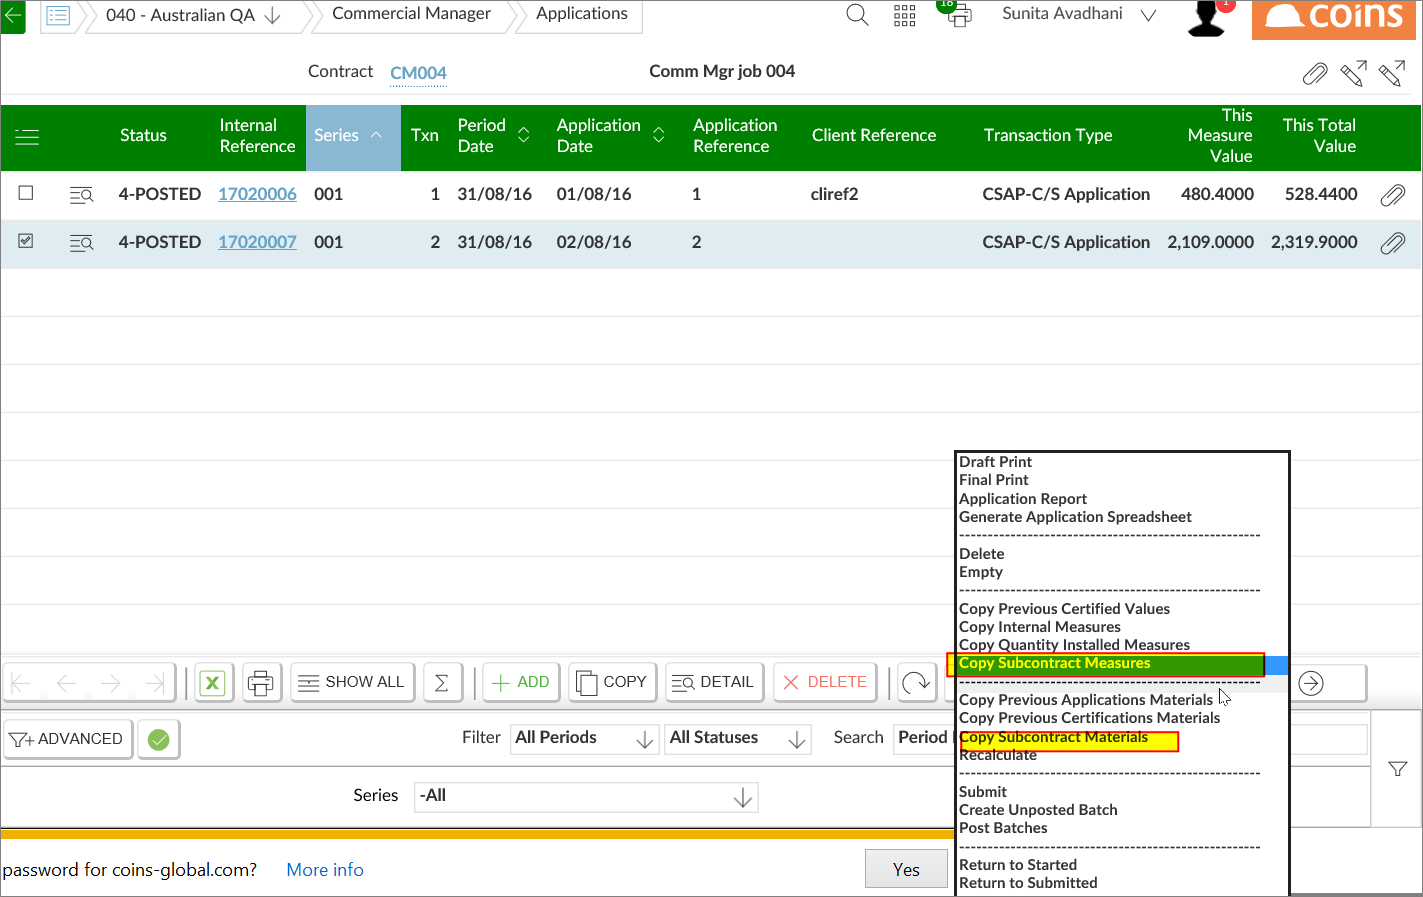 040 - Australian QA
Commercial Manager
Applications
18
Sunita Avadhani
1
coins
Contract CM004
Comm Mgr job 004
Status
Internal Reference
Series
Txn
Period Date
Application Date
Application Reference
Client Reference
Transaction Type
This Measure Value
This Total Value
4-POSTED 17020006 001 1 31/08/16 01/08/16 1 cliref2 CSAP-C/S Application 480.4000 528.4400
4-POSTED 17020007 001 2 31/08/16 02/08/16 2 CSAP-C/S Application 2,109.0000 2,319.9000
Draft Print
Final Print
Application Report
Generate Application Spreadsheet
------------------------------------------------------
Delete
Empty
------------------------------------------------------
Copy Previous Certified Values
Copy Internal Measures
Copy Quantity Installed Measures
Copy Subcontract Measures
------------------------------------------------------
Copy Previous Applications Materials
Copy Previous Certifications Materials
Copy Subcontract Materials
Recalculate
------------------------------------------------------
Submit
Create Unposted Batch
Post Batches
------------------------------------------------------
Return to Started
Return to Submitted
X SHOW ALL Σ ADD COPY DETAIL DELETE
ADVANCED
Filter All Periods All Statuses Search Period
Series -All
password for coins-global.com? More info Yes